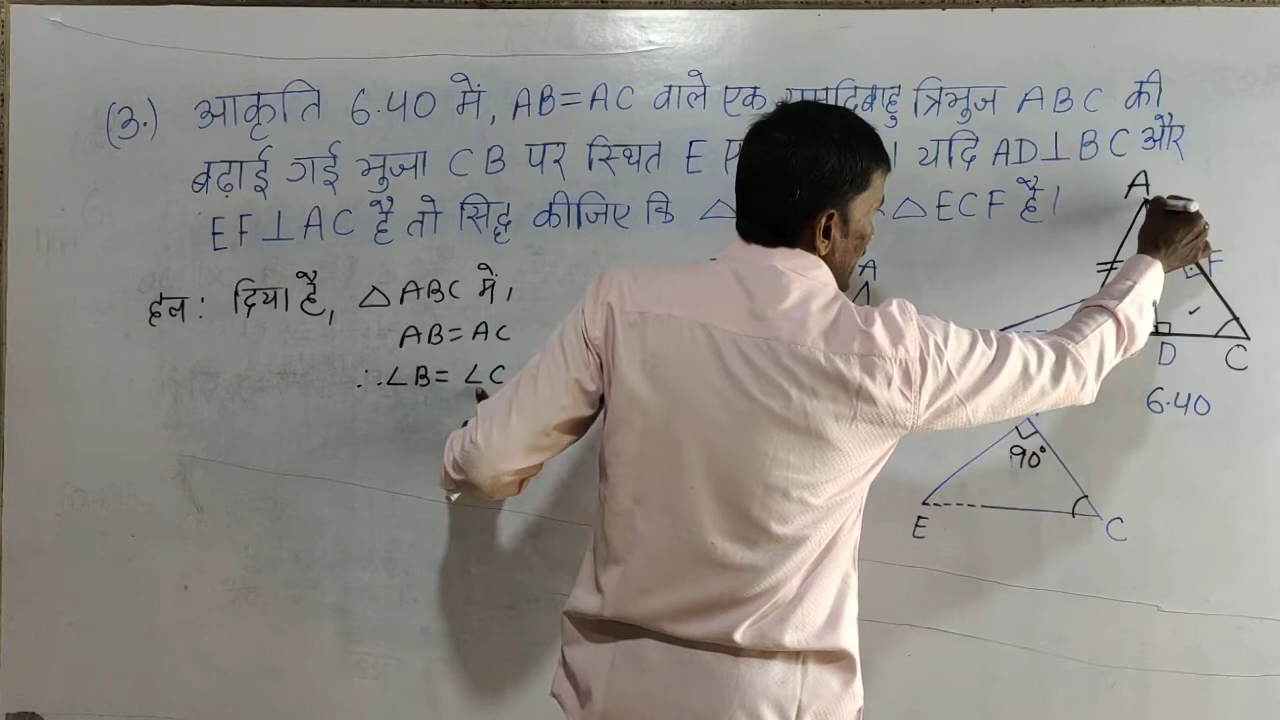 (3.) आकृति 6.40 में, AB=AC वाले एक त्रिभुज ABC की
बढ़ाई गई भुजा CB पर स्थित E । यदि AD⊥BC और
EF⊥AC है तो सिद्ध कीजिए कि △ △ECF है।
हल: दिया है, △ABC में,
AB=AC
∴∠B=∠C
A
F
D
C
6.40
A
90°
E
C